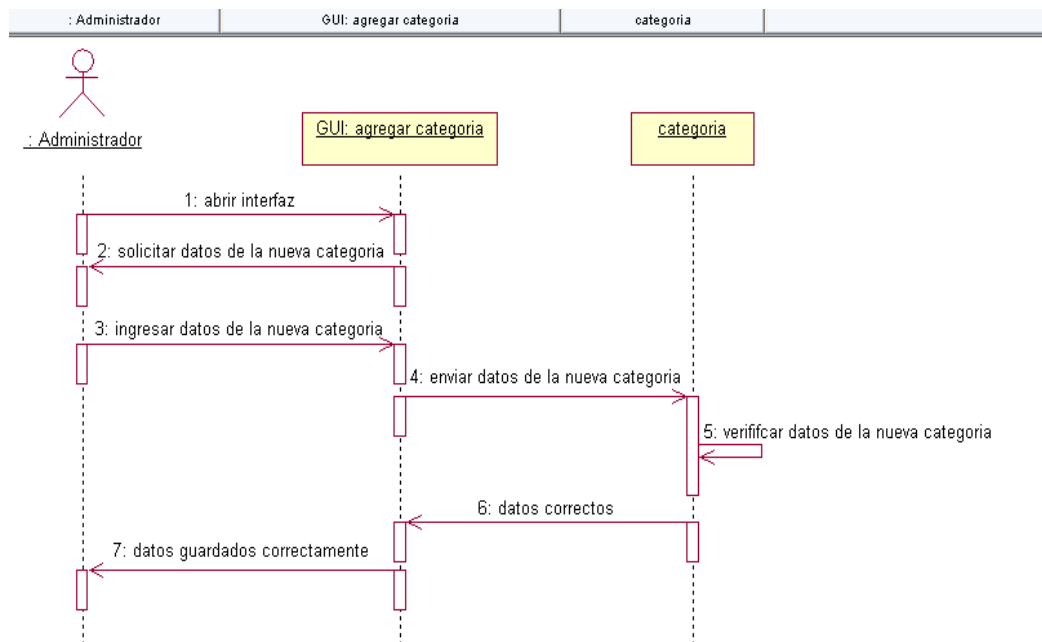 : Administrador
GUI: agregar categoria
categoria
: Administrador
GUI: agregar categoria
categoria
1: abrir interfaz
2: solicitar datos de la nueva categoria
3: ingresar datos de la nueva categoria
4: enviar datos de la nueva categoria
5: verififcar datos de la nueva categoria
6: datos correctos
7: datos guardados correctamente